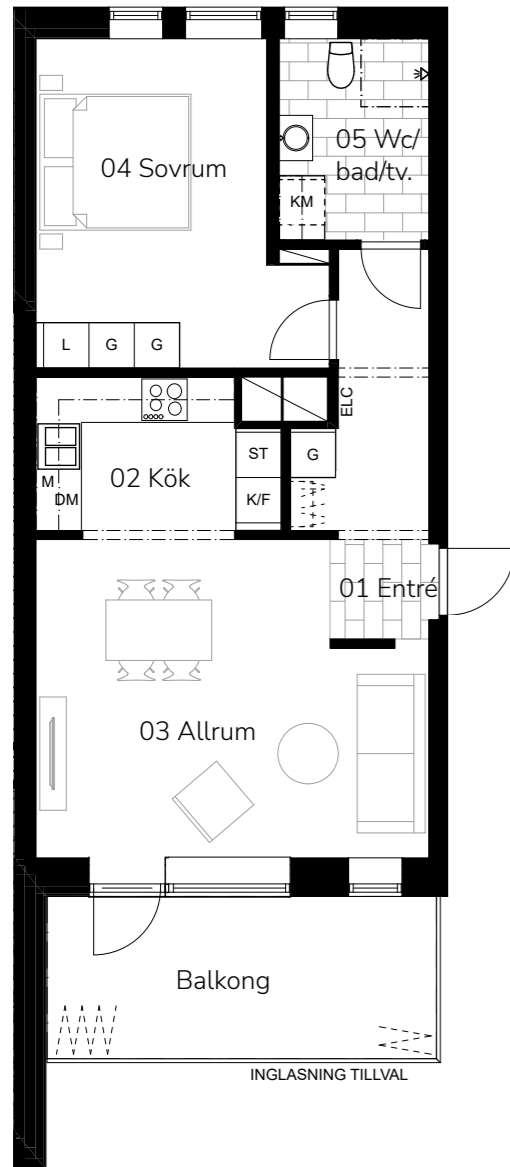 05 Wc/
bad/tv.
04 Sovrum
KM
L G G
ELC
ST
G
02 Kök
M
DM
K/F
01 Entré
03 Allrum
Balkong
INGLASNING TILLVAL